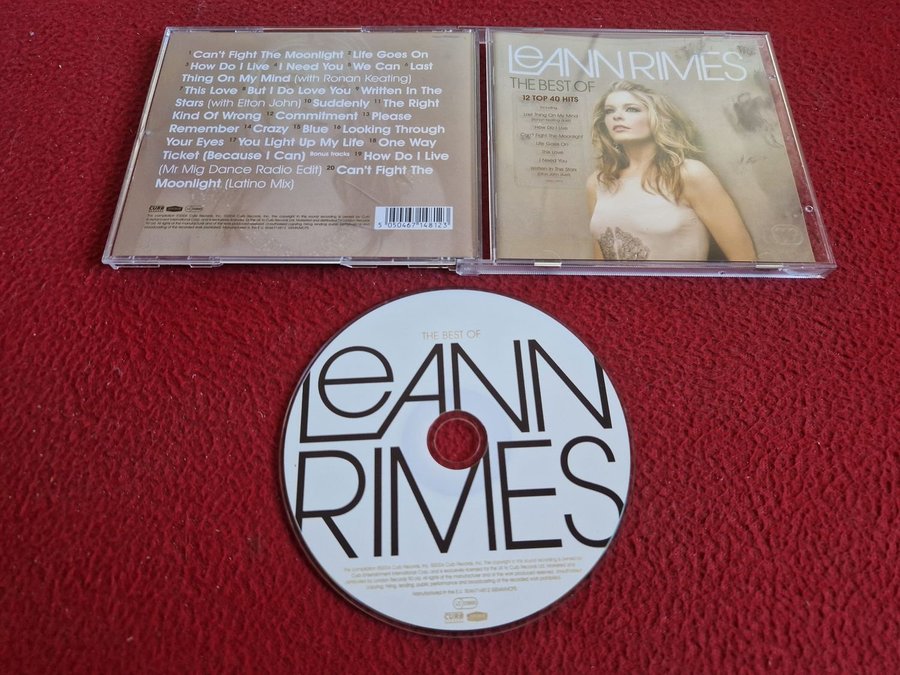 1 Can't Fight The Moonlight 2 Life Goes On
3 How Do I Live 4 I Need You 5 We Can 6 Last
Thing On My Mind (with Ronan Keating)
7 This Love 8 But I Do Love You 9 Written In The
Stars (with Elton John) 10 Suddenly 11 The Right
Kind Of Wrong 12 Commitment 13 Please
Remember 14 Crazy 15 Blue 16 Looking Through
Your Eyes 17 You Light Up My Life 18 One Way
Ticket (Because I Can) Bonus tracks 19 How Do I Live
(Mr Mig Dance Radio Edit) 20 Can't Fight The
Moonlight (Latino Mix)
CURB
5 050467 148123
LeANN RIMES
THE BEST OF
12 TOP 40 HITS
including
Last Thing On My Mind
How Do I Live
Can't Fight The Moonlight
Life Goes On
This Love
I Need You
Written In The Stars
THE BEST OF
LeANN
RIMES
CURB